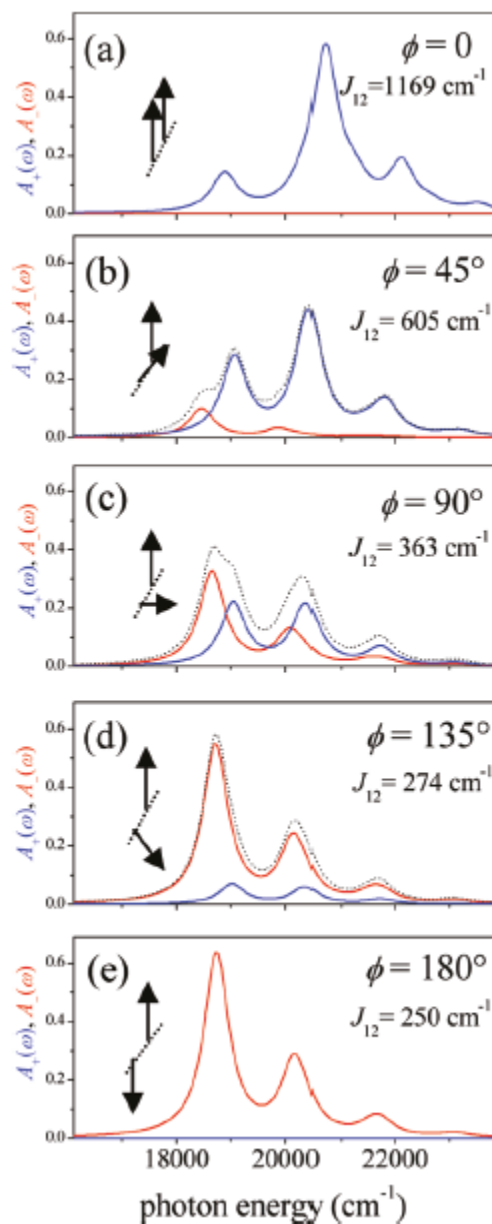 (a)
ϕ = 0
J12=1169 cm-1
A+(ω), A-(ω)
0.6
0.4
0.2
0.0
(b)
ϕ = 45°
J12= 605 cm-1
A+(ω), A-(ω)
0.6
0.4
0.2
0.0
(c)
ϕ = 90°
J12= 363 cm-1
A+(ω), A-(ω)
0.6
0.4
0.2
0.0
(d)
ϕ = 135°
J12= 274 cm-1
A+(ω), A-(ω)
0.6
0.4
0.2
0.0
(e)
ϕ = 180°
J12= 250 cm-1
A+(ω), A-(ω)
0.6
0.4
0.2
0.0
18000 20000 22000
photon energy (cm-1)